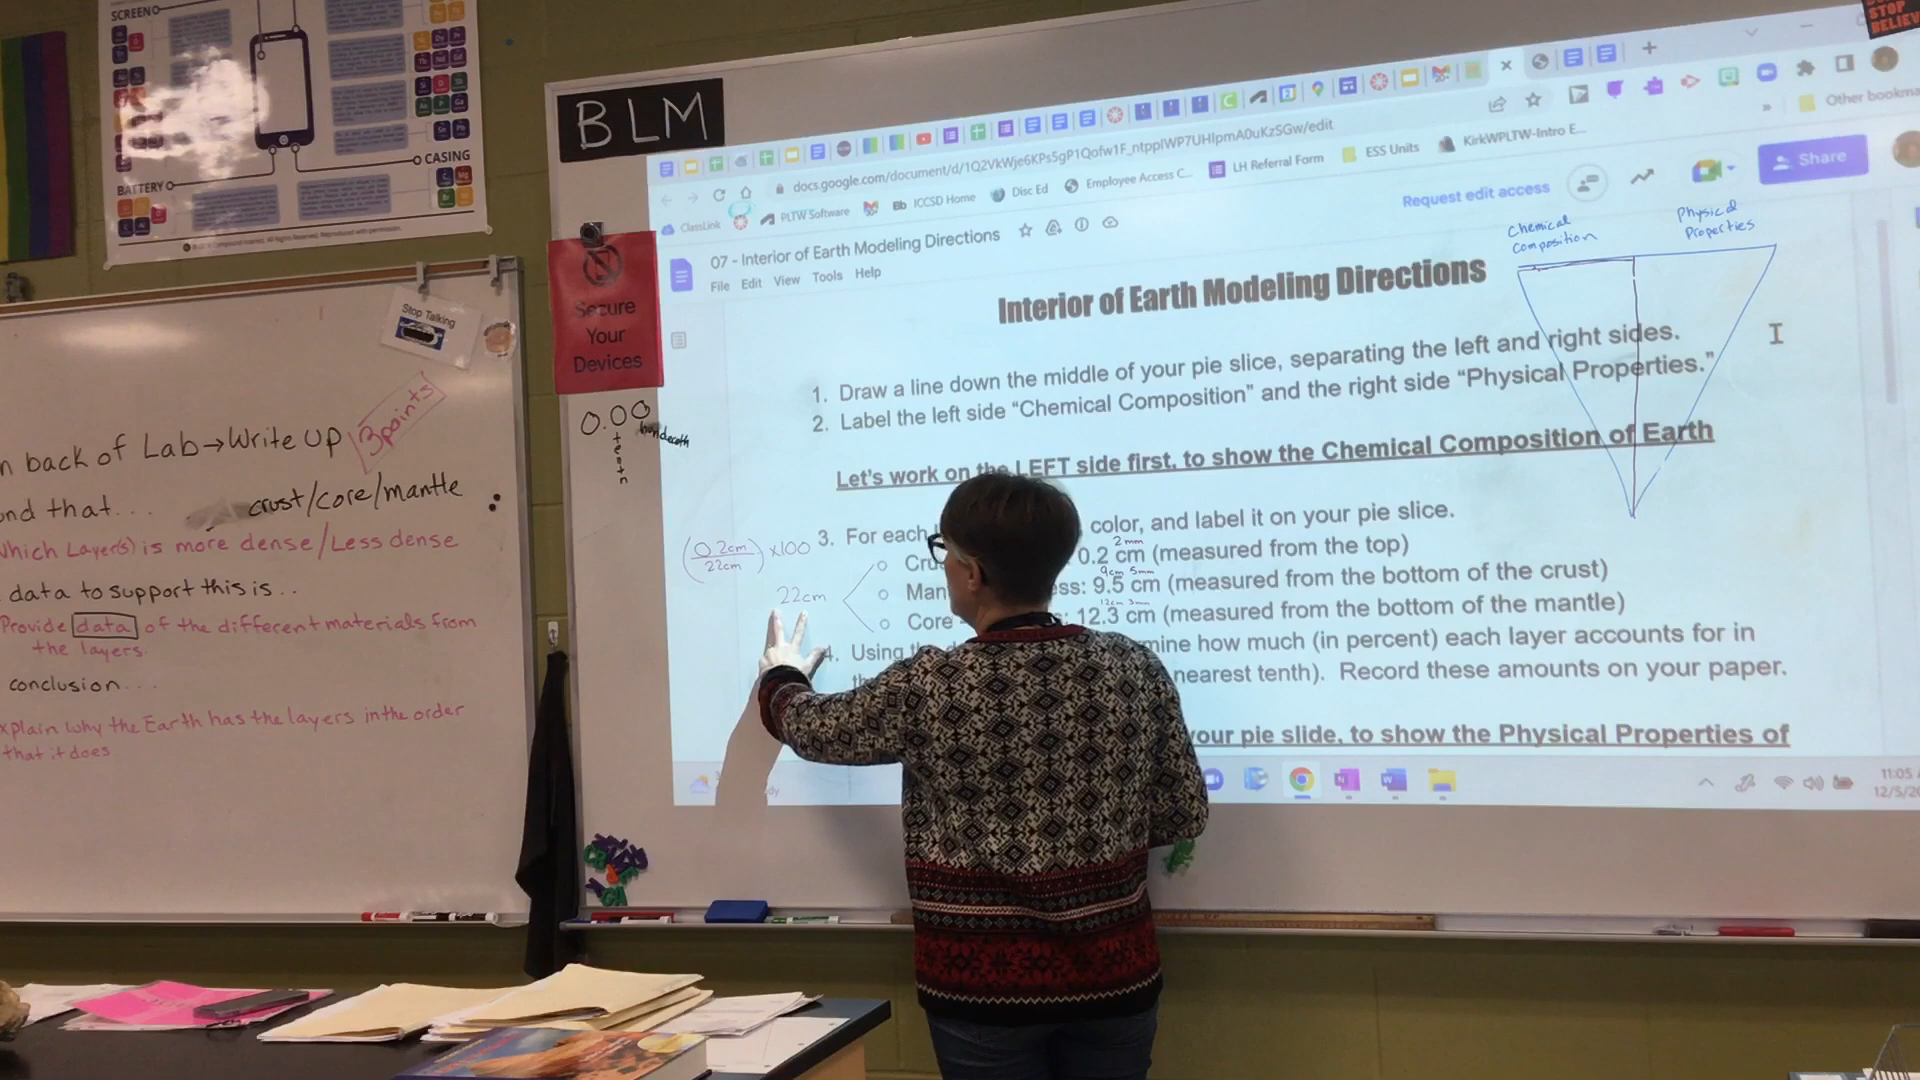 SCREEN
BATTERY
CASING
n back of Lab→Write UP
3 points
nd that...
crust/core/mantle
which Layer(s) is more dense/Less dense
data to support this is..
Provide data of the different materials from
the layers.
conclusion...
xplain why the Earth has the layers in the order
that it does
Stop Talking
BLM
Secure
Your
Devices
0.00
tenth
STOP
BELIEV
docs.google.com/document/d/1Q2VkWje6KPs5gP1Qofw1F_ntpplWP7UHlpmA0uKzSGw/edit
Other bookma
ClassLink
PLTW Software
Bb ICCSD Home
Disc Ed
Employee Access C...
LH Referral Form
ESS Units
KirkWPLTW-Intro E...
07 - Interior of Earth Modeling Directions
Request edit access
Share
File Edit View Tools Help
Chemical
Composition
Physical
Properties
Interior of Earth Modeling Directions
1. Draw a line down the middle of your pie slice, separating the left and right sides.
2. Label the left side “Chemical Composition” and the right side “Physical Properties.”
Let's work on the LEFT side first, to show the Chemical Composition of Earth
3. For each color, and label it on your pie slice.
2mm
Cru 0.2 cm (measured from the top)
9cm 5mm
Man ss: 9.5 cm (measured from the bottom of the crust)
12cm 3mm
Core : 12.3 cm (measured from the bottom of the mantle)
(0.2cm/22cm) x100
22cm
4. Using mine how much (in percent) each layer accounts for in
nearest tenth). Record these amounts on your paper.
your pie slide, to show the Physical Properties of
11:05
12/5/20